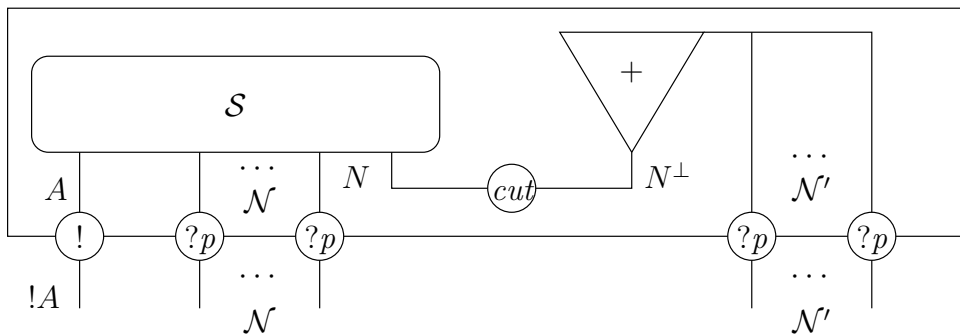 +
𝒮
… …
A N N^⊥
𝒩 cut 𝒩′
! ?p ?p ?p ?p
… …
!A 𝒩 𝒩′